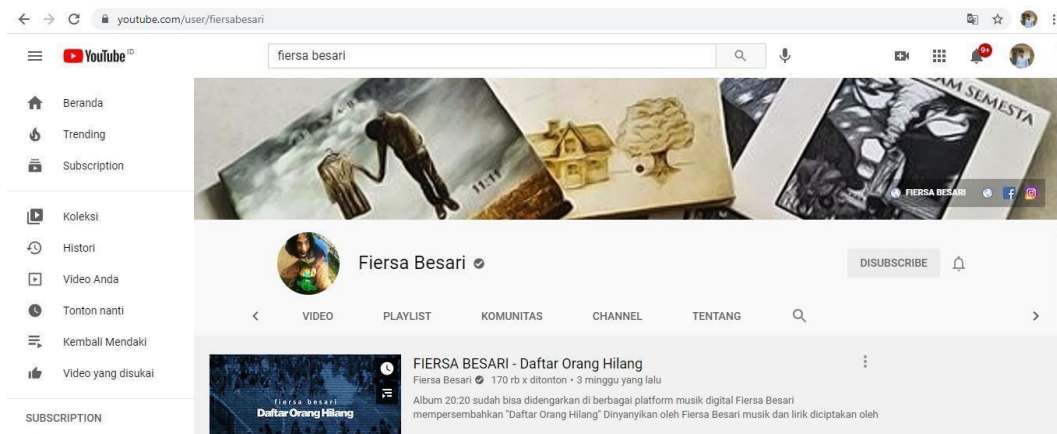 youtube.com/user/fiersabesari
YouTube ID
fiersa besari
9+
Beranda
Trending
Subscription
Koleksi
Histori
Video Anda
Tonton nanti
Kembali Mendaki
Video yang disukai
SUBSCRIPTION
11:11
AM SEMESTA
FIERSA BESARI
Fiersa Besari
DISUBSCRIBE
VIDEO PLAYLIST KOMUNITAS CHANNEL TENTANG
fiersa besari
Daftar Orang Hilang
FIERSA BESARI - Daftar Orang Hilang
Fiersa Besari 170 rb x ditonton • 3 minggu yang lalu
Album 20:20 sudah bisa didengarkan di berbagai platform musik digital Fiersa Besari
mempersembahkan "Daftar Orang Hilang" Dinyanyikan oleh Fiersa Besari musik dan lirik diciptakan oleh